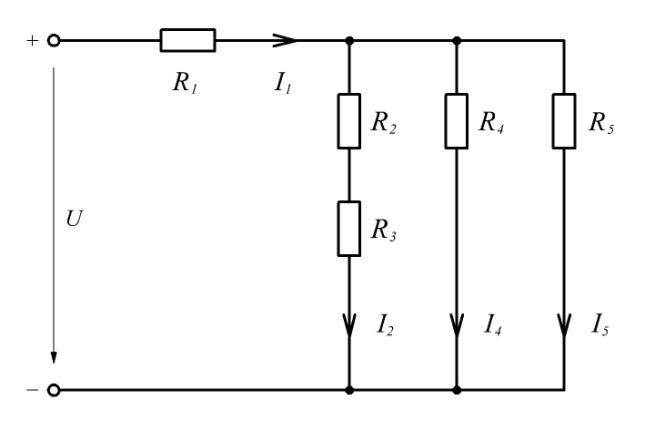 +
R₁
I₁
R₂
R₄
R₅
U
R₃
I₂
I₄
I₅
−